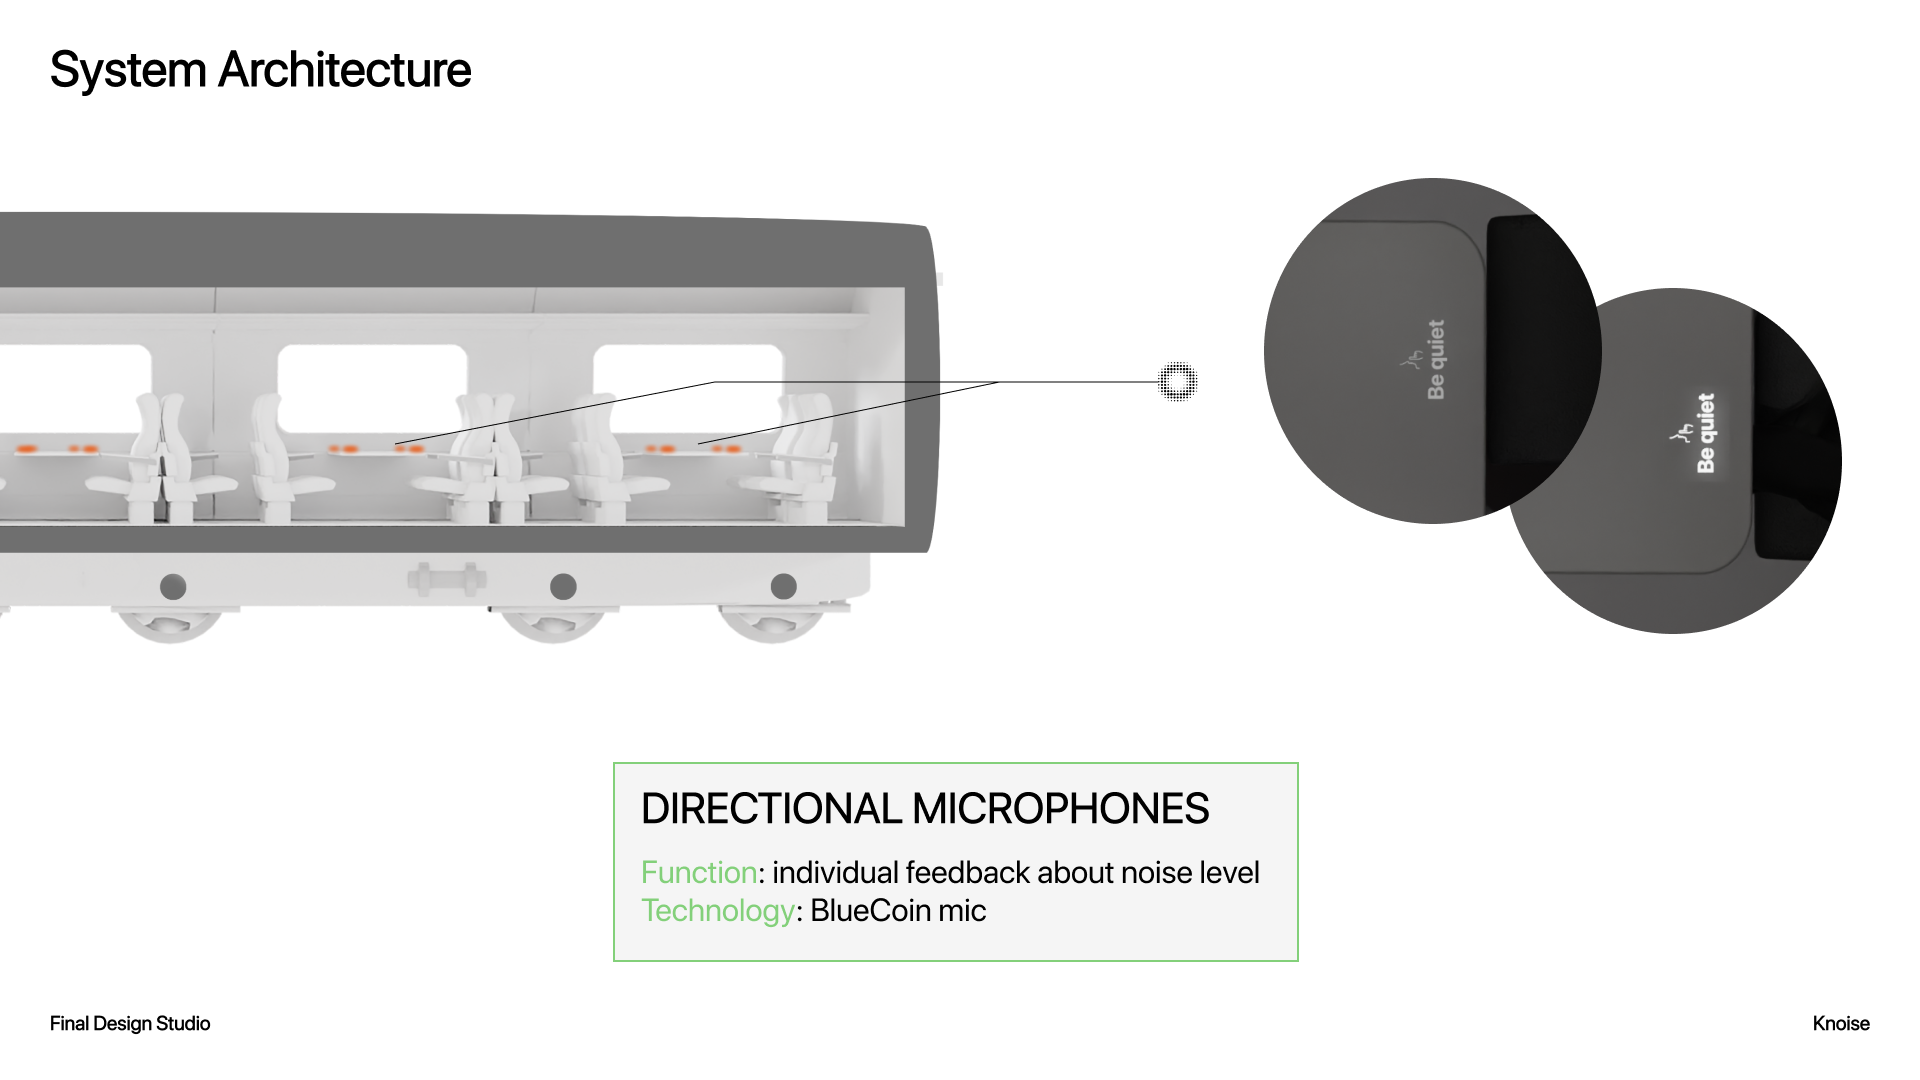 System Architecture
Be quiet
Be quiet
DIRECTIONAL MICROPHONES
Function: individual feedback about noise level
Technology: BlueCoin mic
Final Design Studio
Knoise